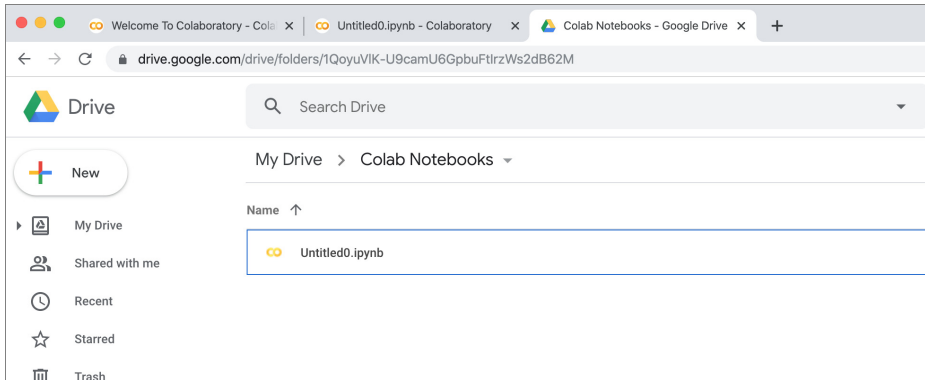 Welcome To Colaboratory - Cola
Untitled0.ipynb - Colaboratory
Colab Notebooks - Google Drive
drive.google.com/drive/folders/1QoyuVlK-U9camU6GpbuFtIrzWs2dB62M
Drive
Search Drive
New
My Drive > Colab Notebooks
Name
My Drive
Untitled0.ipynb
Shared with me
Recent
Starred
Trash